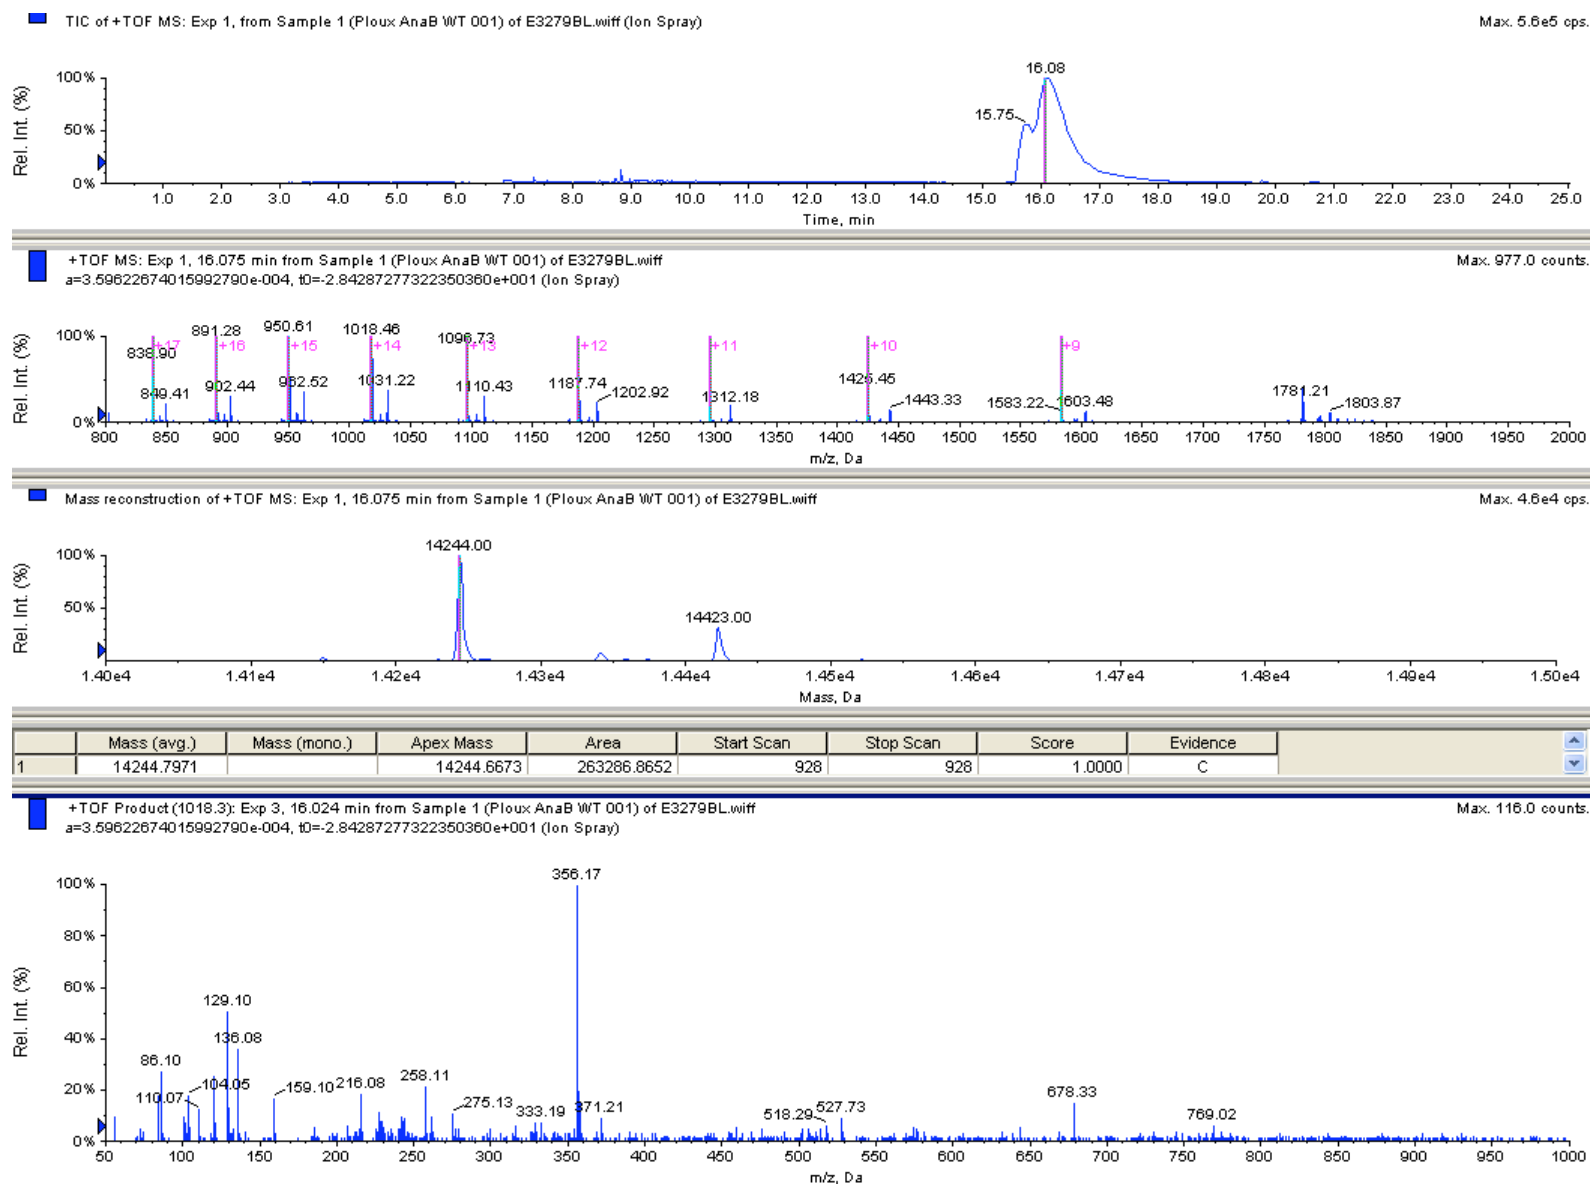 TIC of +TOF MS: Exp 1, from Sample 1 (Ploux AnaB WT 001) of E3279BL.wiff (Ion Spray) Max. 5.6e5 cps.
16.08
100%
15.75
50%
0%
Rel. Int. (%)
1.0 2.0 3.0 4.0 5.0 6.0 7.0 8.0 9.0 10.0 11.0 12.0 13.0 14.0 15.0 16.0 17.0 18.0 19.0 20.0 21.0 22.0 23.0 24.0 25.0
Time, min
+TOF MS: Exp 1, 16.075 min from Sample 1 (Ploux AnaB WT 001) of E3279BL.wiff Max. 977.0 counts.
a=3.59622674015992790e-004, t0=-2.84287277322350360e+001 (Ion Spray)
891.28 950.61 1018.46 1096.73
100%
838.90 +17 +16 +15 +14 +13 +12 +11 +10 +9
50%
849.41 902.44 962.52 1031.22 1110.43 1187.74 1202.92 1312.18 1425.45 1443.33 1583.22 1603.48 1781.21 1803.87
0%
Rel. Int. (%)
800 850 900 950 1000 1050 1100 1150 1200 1250 1300 1350 1400 1450 1500 1550 1600 1650 1700 1750 1800 1850 1900 1950 2000
m/z, Da
Mass reconstruction of +TOF MS: Exp 1, 16.075 min from Sample 1 (Ploux AnaB WT 001) of E3279BL.wiff Max. 4.6e4 cps.
14244.00
100%
50%
14423.00
Rel. Int. (%)
1.40e4 1.41e4 1.42e4 1.43e4 1.44e4 1.45e4 1.46e4 1.47e4 1.48e4 1.49e4 1.50e4
Mass, Da
Mass (avg.) Mass (mono.) Apex Mass Area Start Scan Stop Scan Score Evidence
1 14244.7971 14244.6673 263286.8652 928 928 1.0000 C
+TOF Product (1018.3): Exp 3, 16.024 min from Sample 1 (Ploux AnaB WT 001) of E3279BL.wiff Max. 116.0 counts.
a=3.59622674015992790e-004, t0=-2.84287277322350360e+001 (Ion Spray)
356.17
100%
80%
60%
129.10
40%
136.08
86.10
20%
110.07 104.05 159.10 216.08 258.11 275.13 333.19 371.21 518.29 527.73 678.33 769.02
0%
Rel. Int. (%)
50 100 150 200 250 300 350 400 450 500 550 600 650 700 750 800 850 900 950 1000
m/z, Da